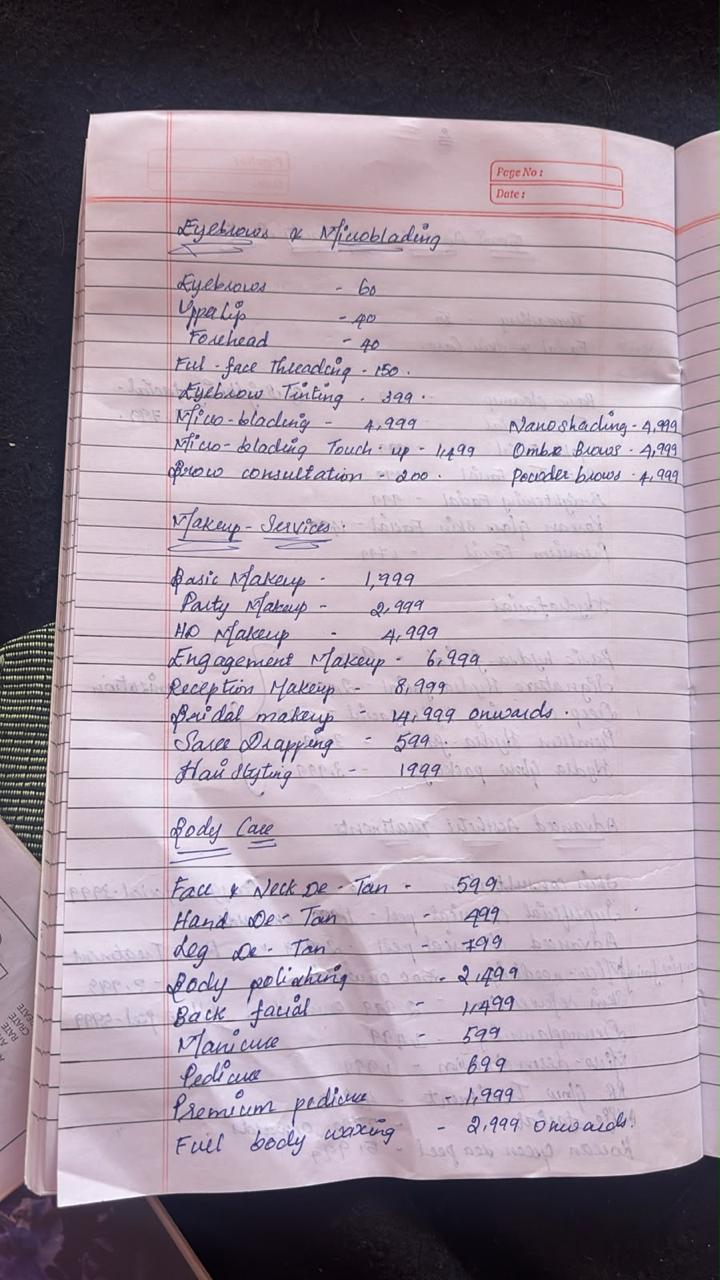 Page No :
Date :
Eyebrows & Microblading
Eyebrows - 60
Upperlip - 40
Forehead - 40
Full-face Threading - 150.
Eyebrow Tinting . 399.
Micro-blading - 4,999 Nanoshading - 4,999
Micro-blading Touch-up - 1,499 Ombre Brows - 4,999
Brow consultation - 200. Powder brows - 4,999
Makeup-Services.
Basic Makeup - 1,999
Party Makeup - 2,999
HD Makeup - 4,999
Engagement Makeup - 6,999
Reception Makeup - 8,999
Bridal makeup - 14,999 onwards.
Saree Drapping - 599.
Hair Styling - 1999
Body Care
Face & Neck De-Tan - 599
Hand De-Tan - 499
Leg De-Tan - 799
Body polishing - 2,499
Back facial - 1,499
Manicure - 599
Pedicure - 699
Premium pedicure - 1,999
Full body waxing - 2,999 onwards.